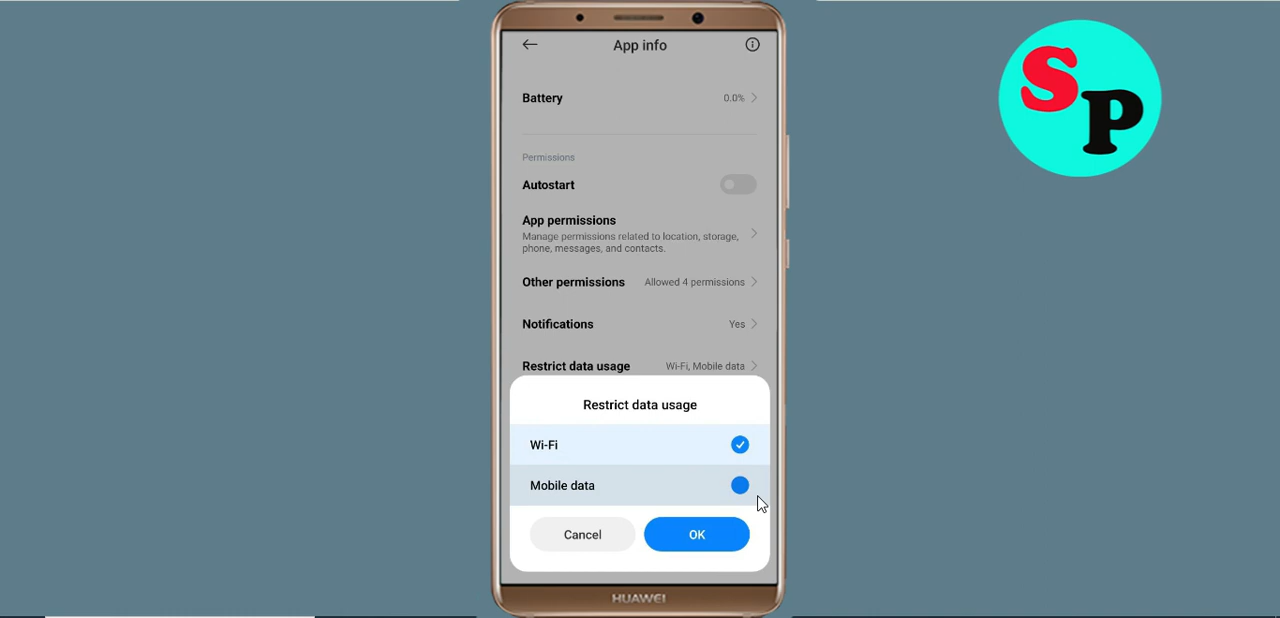 App info
Battery 0.0%
Permissions
Autostart
App permissions
Manage permissions related to location, storage,
phone, messages, and contacts.
Other permissions Allowed 4 permissions
Notifications Yes
Restrict data usage Wi-Fi, Mobile data
Restrict data usage
Wi-Fi
Mobile data
Cancel OK
HUAWEI
SP